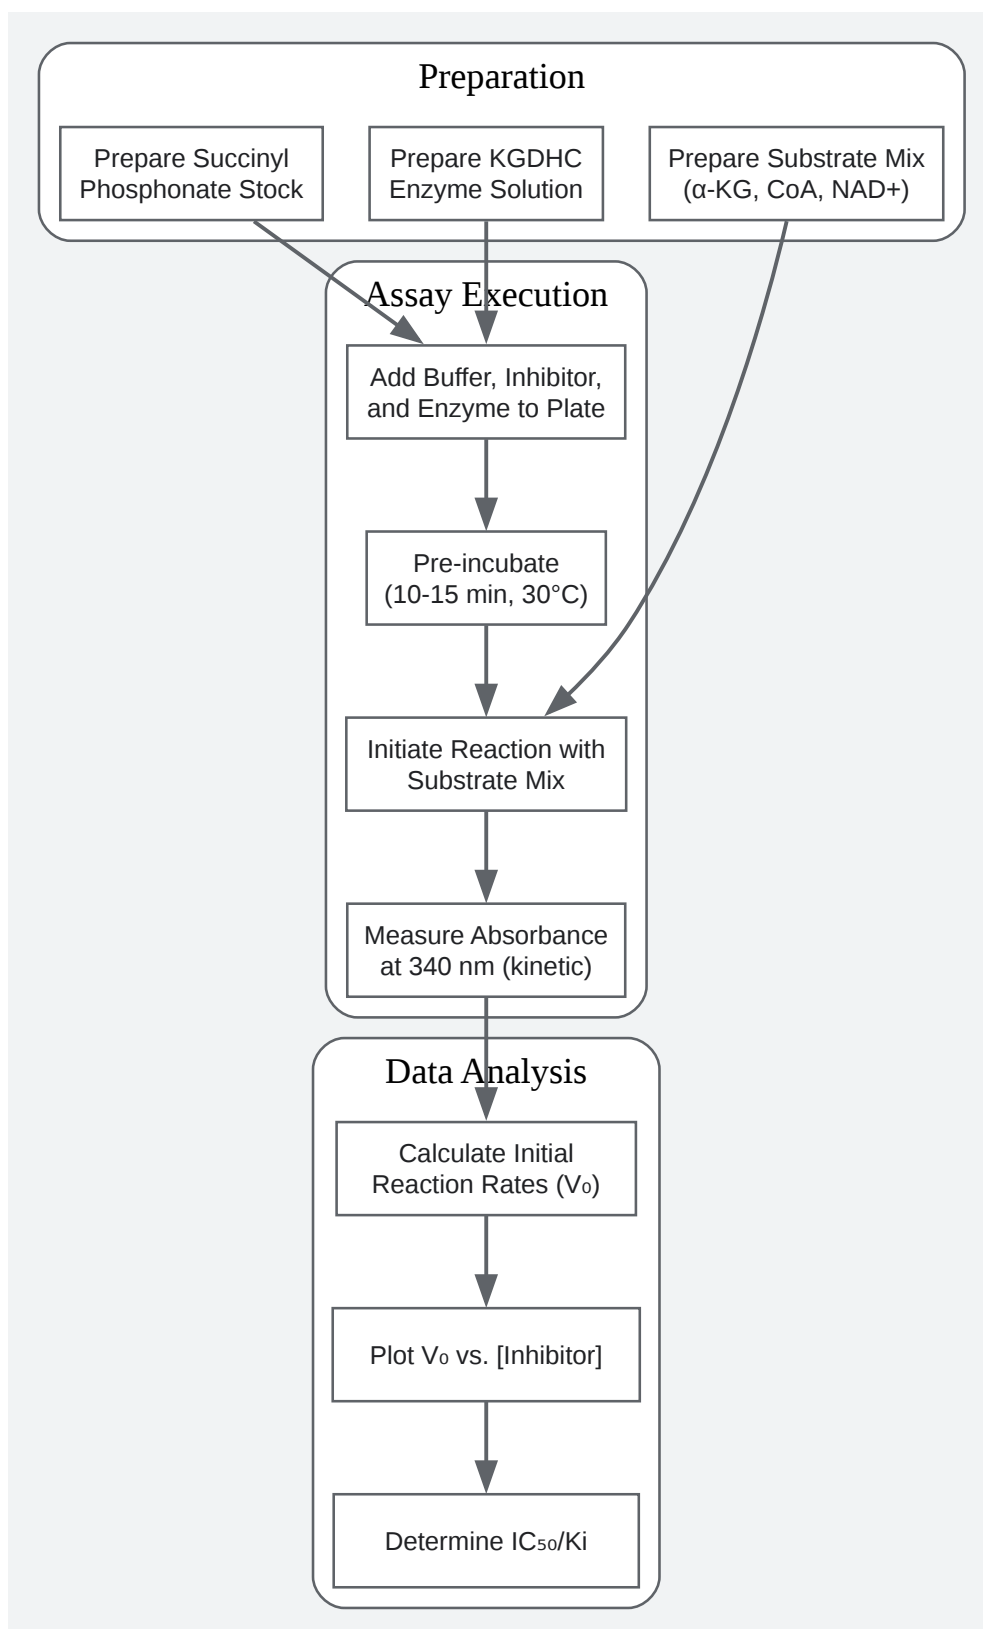 Preparation
Prepare Succinyl
Phosphonate Stock
Prepare KGDHC
Enzyme Solution
Prepare Substrate Mix
(α-KG, CoA, NAD+)
Assay Execution
Add Buffer, Inhibitor,
and Enzyme to Plate
Pre-incubate
(10-15 min, 30°C)
Initiate Reaction with
Substrate Mix
Measure Absorbance
at 340 nm (kinetic)
Data Analysis
Calculate Initial
Reaction Rates (V₀)
Plot V₀ vs. [Inhibitor]
Determine IC₅₀/Ki